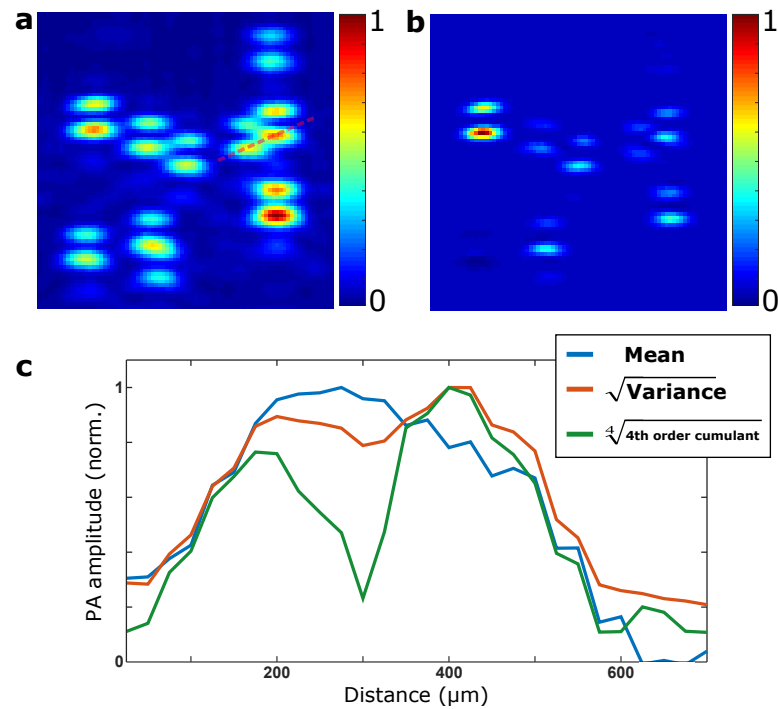 a
1
0
b
1
0
c
Mean
√Variance
∜4th order cumulant
PA amplitude (norm.)
1
0
200
400
600
Distance (μm)